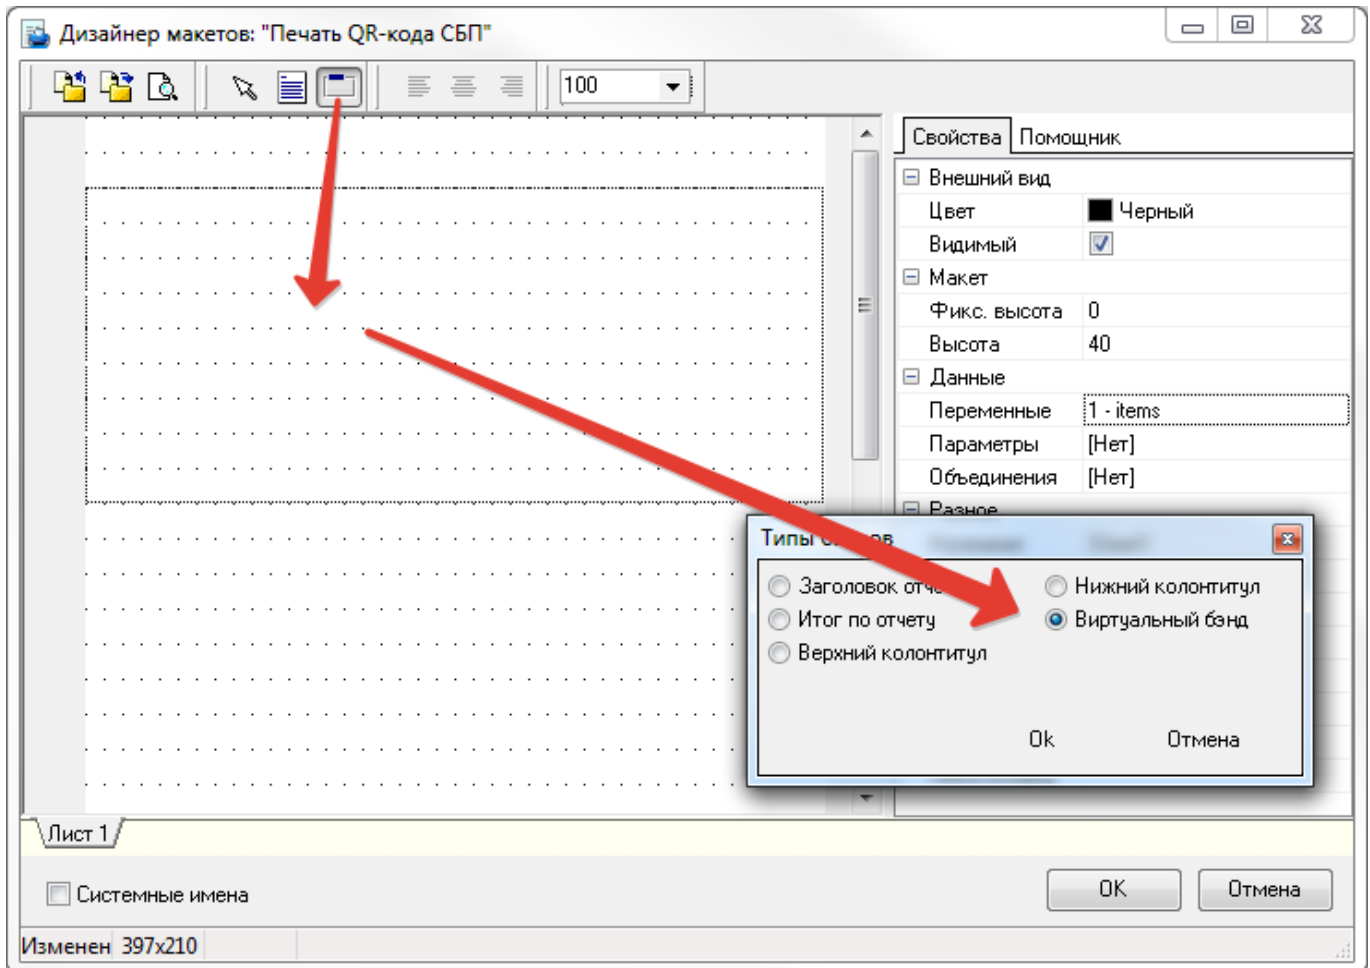 Дизайнер макетов: "Печать QR-кода СБП"
100
Свойства Помощник
Внешний вид
Цвет Черный
Видимый
Макет
Фикс. высота 0
Высота 40
Данные
Переменные 1 - items
Параметры [Нет]
Объединения [Нет]
Разное
Типы
Заголовок Нижний колонтитул
Итог по отчету Виртуальный бэнд
Верхний колонтитул
Ok Отмена
Лист 1
Системные имена
OK Отмена
Изменен 397x210